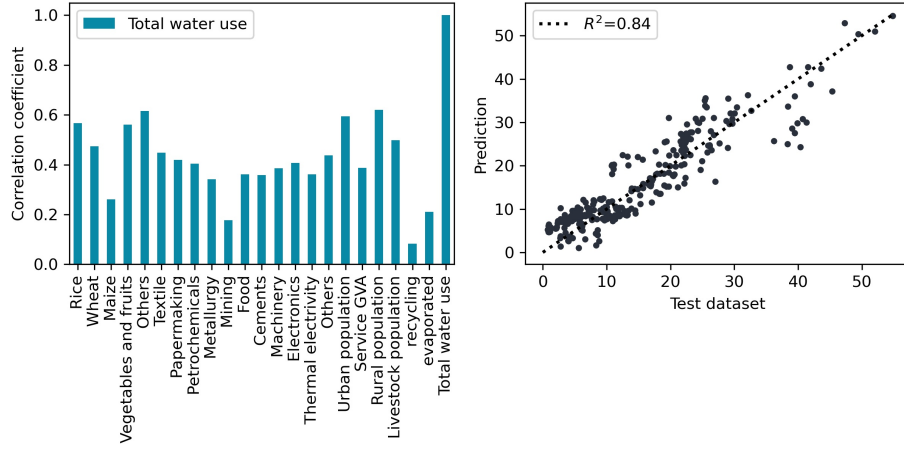 Total water use
Correlation coefficient
1.0
0.8
0.6
0.4
0.2
0.0
Rice
Wheat
Maize
Vegetables and fruits
Others
Textile
Papermaking
Petrochemicals
Metallurgy
Mining
Food
Cements
Machinery
Electronics
Thermal electrivity
Others
Urban population
Service GVA
Rural population
Livestock population
recycling
evaporated
Total water use
R²=0.84
Prediction
50
40
30
20
10
0
0 10 20 30 40 50
Test dataset